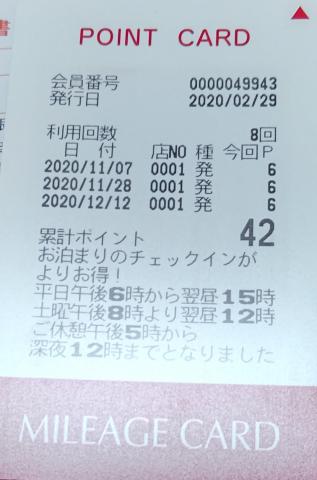 POINT CARD
会員番号 0000049943
発行日 2020/02/29
利用回数 8回
日 付 店NO 種 今回P
2020/11/07 0001 発 6
2020/11/28 0001 発 6
2020/12/12 0001 発 6
累計ポイント 42
お泊まりのチェックインが
よりお得！
平日午後6時から翌昼15時
土曜午後8時より翌昼12時
ご休憩午後5時から
深夜12時までとなりました
MILEAGE CARD